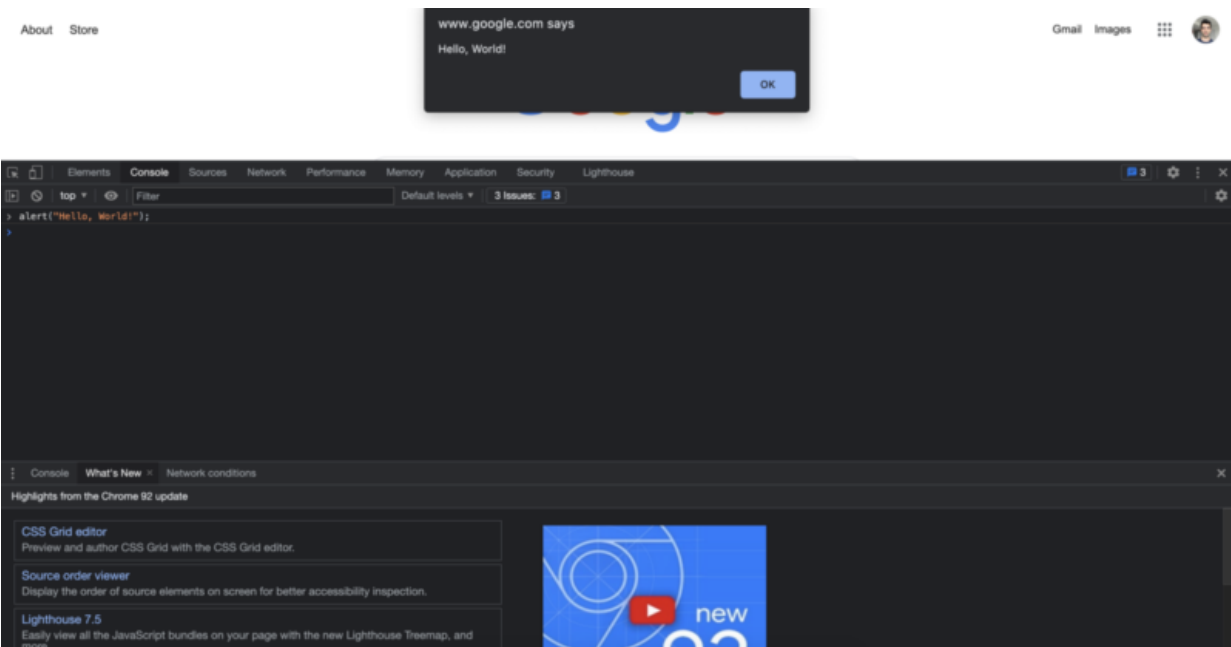 About Store
www.google.com says
Gmail Images
Hello, World!
OK
Elements Console Sources Network Performance Memory Application Security Lighthouse 3
top Filter Default levels 3 Issues: 3
> alert("Hello, World!");
>
Console What's New × Network conditions
Highlights from the Chrome 92 update
CSS Grid editor
Preview and author CSS Grid with the CSS Grid editor.
Source order viewer
Display the order of source elements on screen for better accessibility inspection.
Lighthouse 7.5
Easily view all the JavaScript bundles on your page with the new Lighthouse Treemap, and
more
new
92